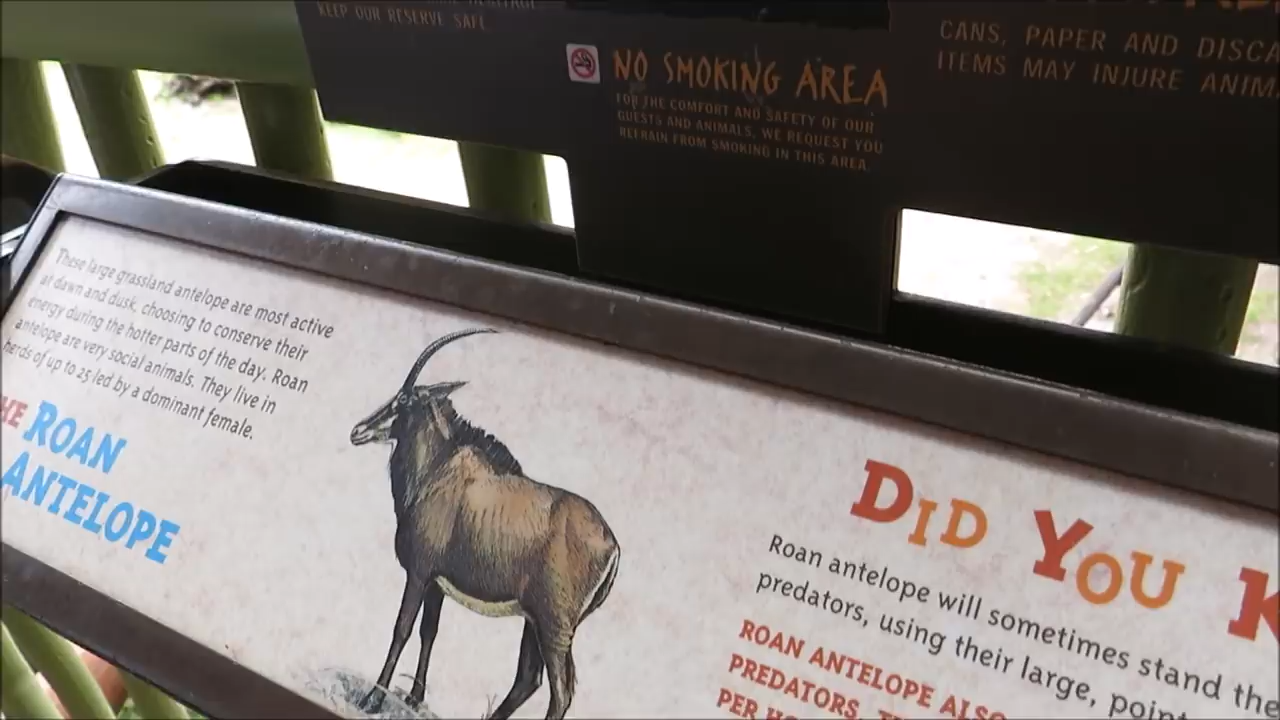 KEEP OUR RESERVE SAFE.
NO SMOKING AREA
FOR THE COMFORT AND SAFETY OF OUR
GUESTS AND ANIMALS, WE REQUEST YOU
REFRAIN FROM SMOKING IN THIS AREA.
CANS, PAPER AND DISCA
ITEMS MAY INJURE ANIM
These large grassland antelope are most active
at dawn and dusk, choosing to conserve their
energy during the hotter parts of the day. Roan
antelope are very social animals. They live in
herds of up to 25 led by a dominant female.
HE ROAN
ANTELOPE
DID YOU K
Roan antelope will sometimes stand the
predators, using their large, point
ROAN ANTELOPE ALSO
PREDATORS. T
PER HO